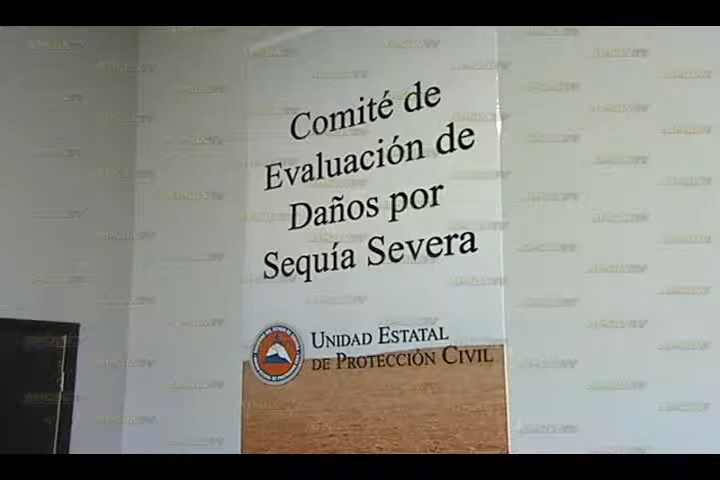 Comité de
Evaluación de
Daños por
Sequía Severa
UNIDAD ESTATAL
DE PROTECCIÓN CIVIL